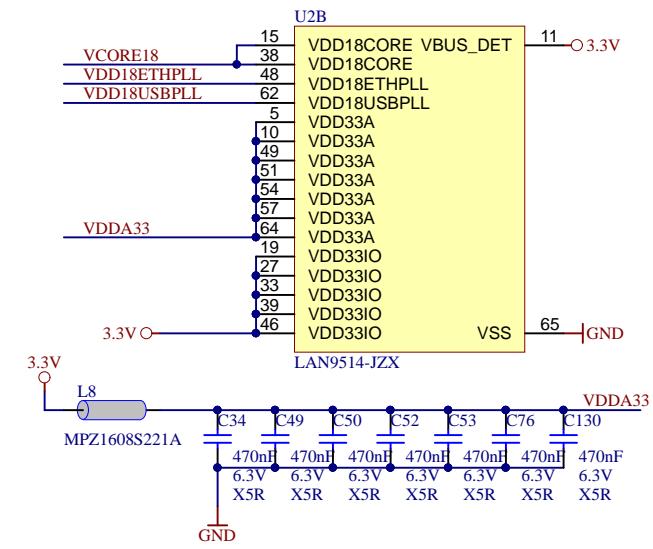 U2B
15 VDD18CORE VBUS_DET 11 3.3V
VCORE18 38 VDD18CORE
VDD18ETHPLL 48 VDD18ETHPLL
VDD18USBPLL 62 VDD18USBPLL
5 VDD33A
10 VDD33A
49 VDD33A
51 VDD33A
54 VDD33A
57 VDD33A
VDDA33 64 VDD33A
19 VDD33IO
27 VDD33IO
33 VDD33IO
39 VDD33IO
3.3V 46 VDD33IO VSS 65 GND
LAN9514-JZX
3.3V
L8
VDDA33
MPZ1608S221A
C34 C49 C50 C52 C53 C76 C130
470nF 470nF 470nF 470nF 470nF 470nF 470nF
6.3V 6.3V 6.3V 6.3V 6.3V 6.3V 6.3V
X5R X5R X5R X5R X5R X5R X5R
GND